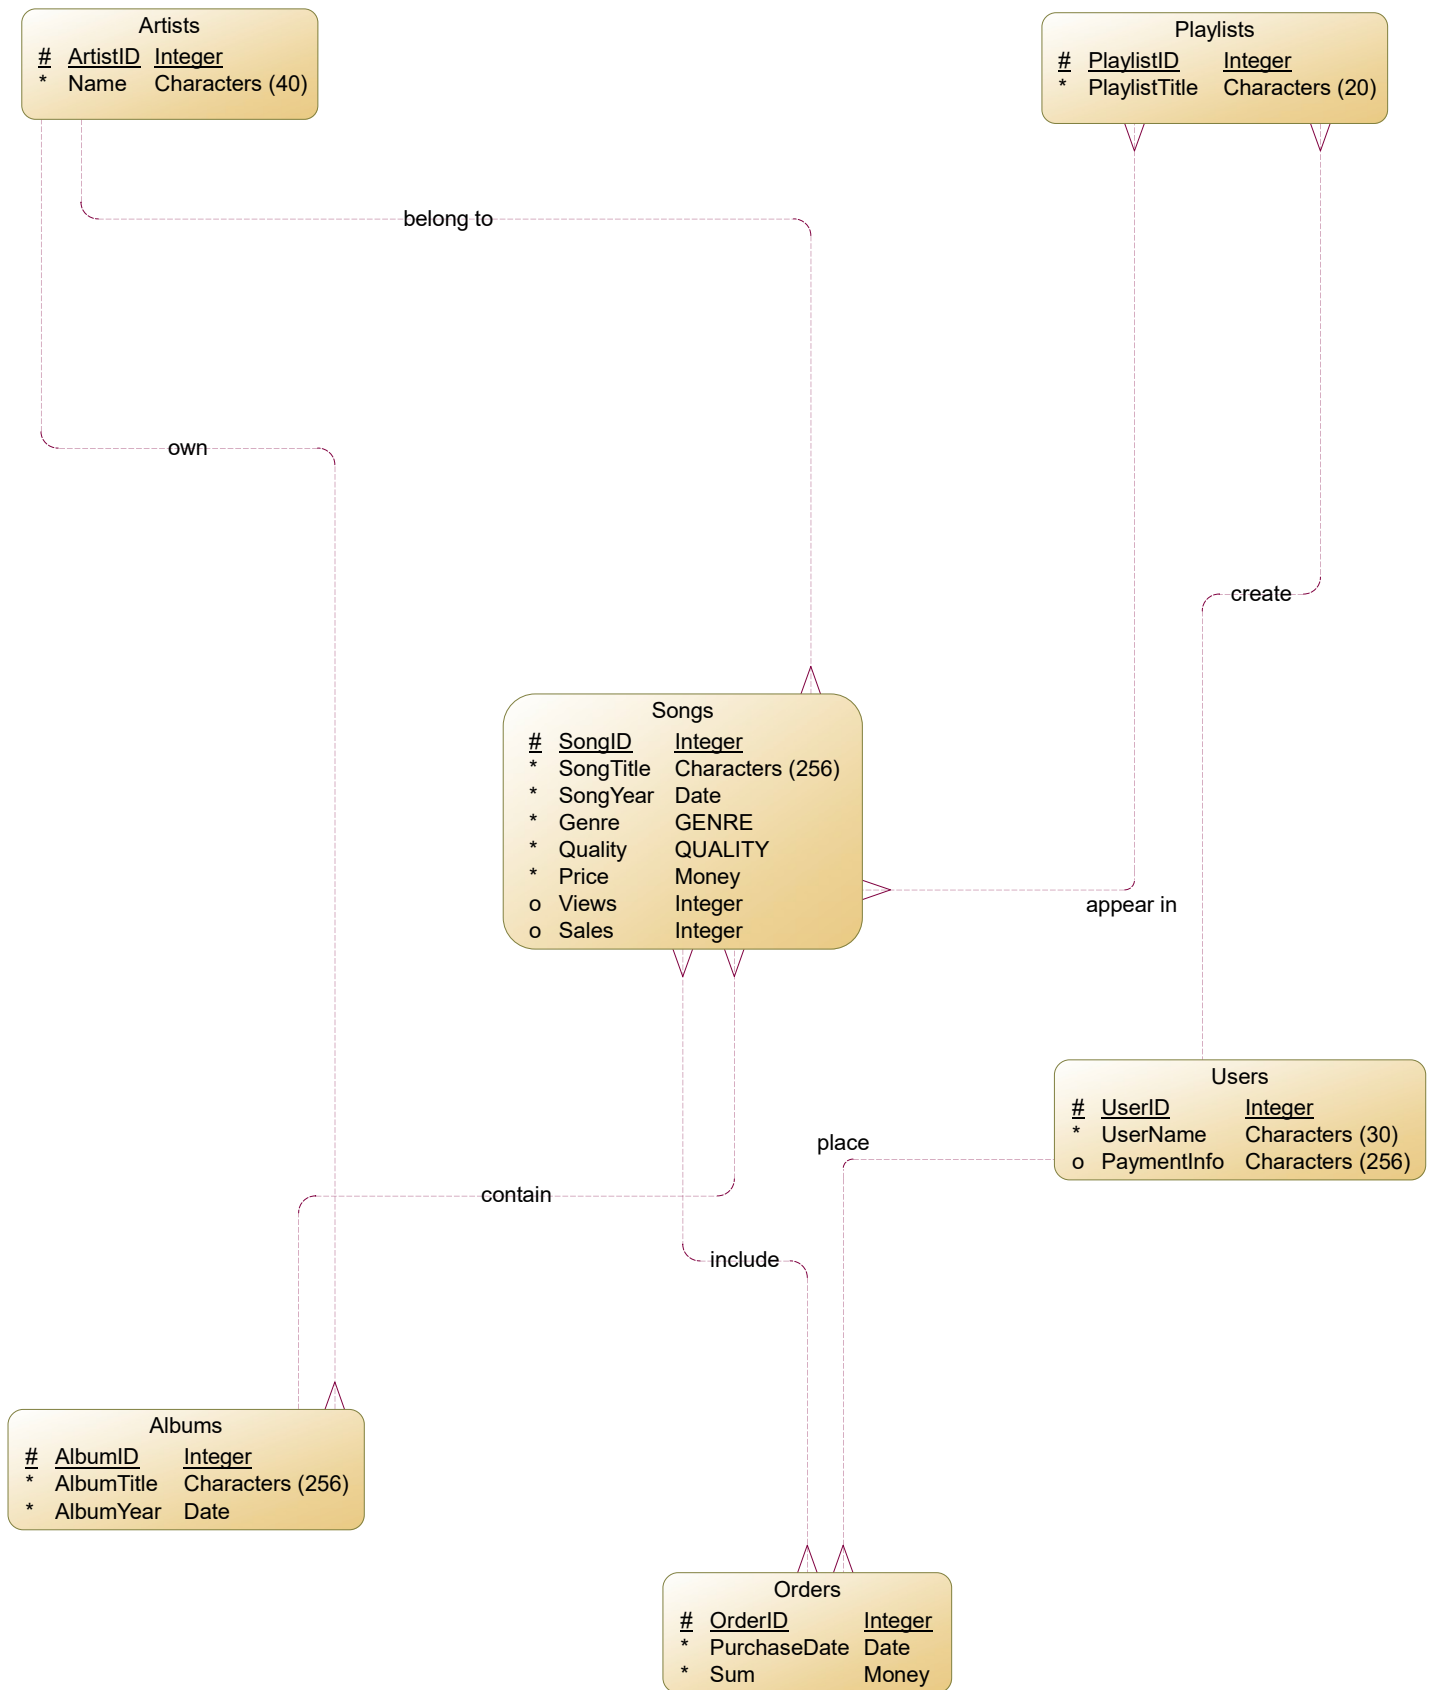 Artists
# ArtistID Integer
* Name Characters (40)
Playlists
# PlaylistID Integer
* PlaylistTitle Characters (20)
belong to
own
create
Songs
# SongID Integer
* SongTitle Characters (256)
* SongYear Date
* Genre GENRE
* Quality QUALITY
* Price Money
o Views Integer
o Sales Integer
appear in
Users
# UserID Integer
* UserName Characters (30)
o PaymentInfo Characters (256)
place
contain
include
Albums
# AlbumID Integer
* AlbumTitle Characters (256)
* AlbumYear Date
Orders
# OrderID Integer
* PurchaseDate Date
* Sum Money